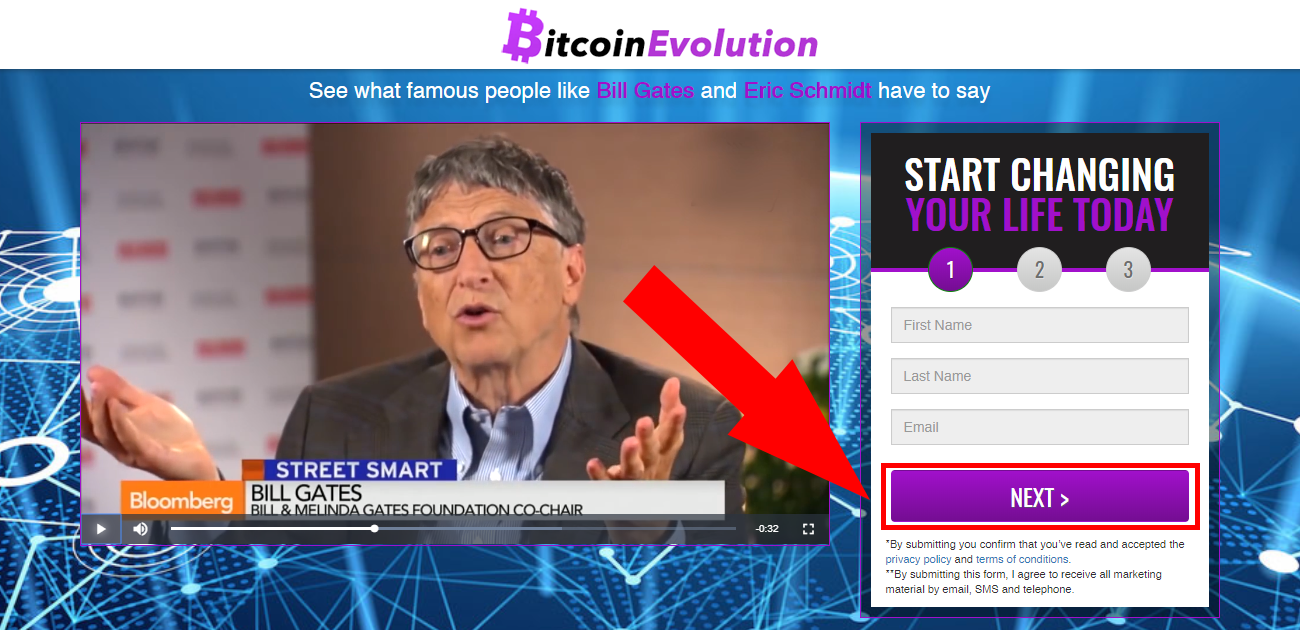 BitcoinEvolution
See what famous people like Bill Gates and Eric Schmidt have to say
STREET SMART
Bloomberg
BILL GATES
BILL & MELINDA GATES FOUNDATION CO-CHAIR
-0:32
START CHANGING
YOUR LIFE TODAY
1 2 3
First Name
Last Name
Email
NEXT >
*By submitting you confirm that you've read and accepted the
privacy policy and terms of conditions.
**By submitting this form, I agree to receive all marketing
material by email, SMS and telephone.